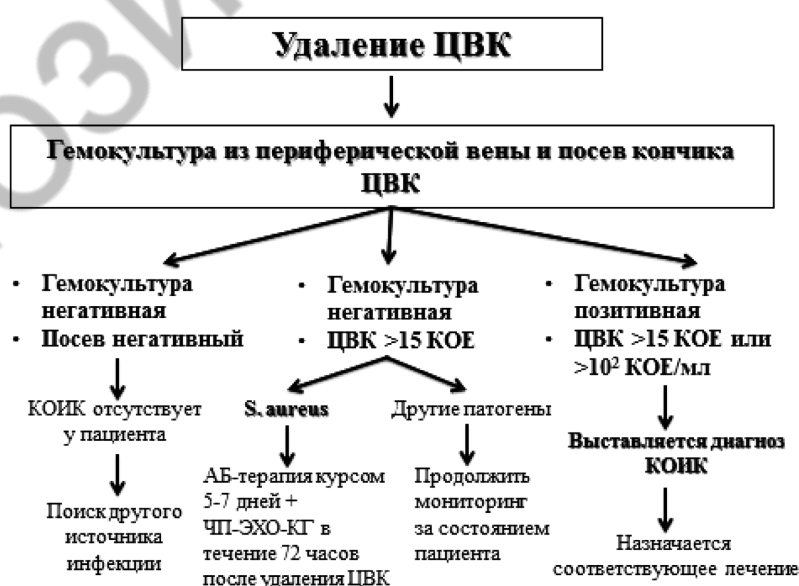 Удаление ЦВК
Гемокультура из периферической вены и посев кончика
ЦВК
• Гемокультура
негативная
• Посев негативный
• Гемокультура
негативная
• ЦВК >15 КОЕ
• Гемокультура
позитивная
• ЦВК >15 КОЕ или
>10² КОЕ/мл
КОИК отсутствует
у пациента
S. aureus
Другие патогены
Выставляется диагноз
КОИК
Поиск другого
источника
инфекции
АБ-терапия курсом
5-7 дней +
ЧП-ЭХО-КГ в
течение 72 часов
после удаления ЦВК
Продолжить
мониторинг
за состоянием
пациента
Назначается
соответствующее лечение